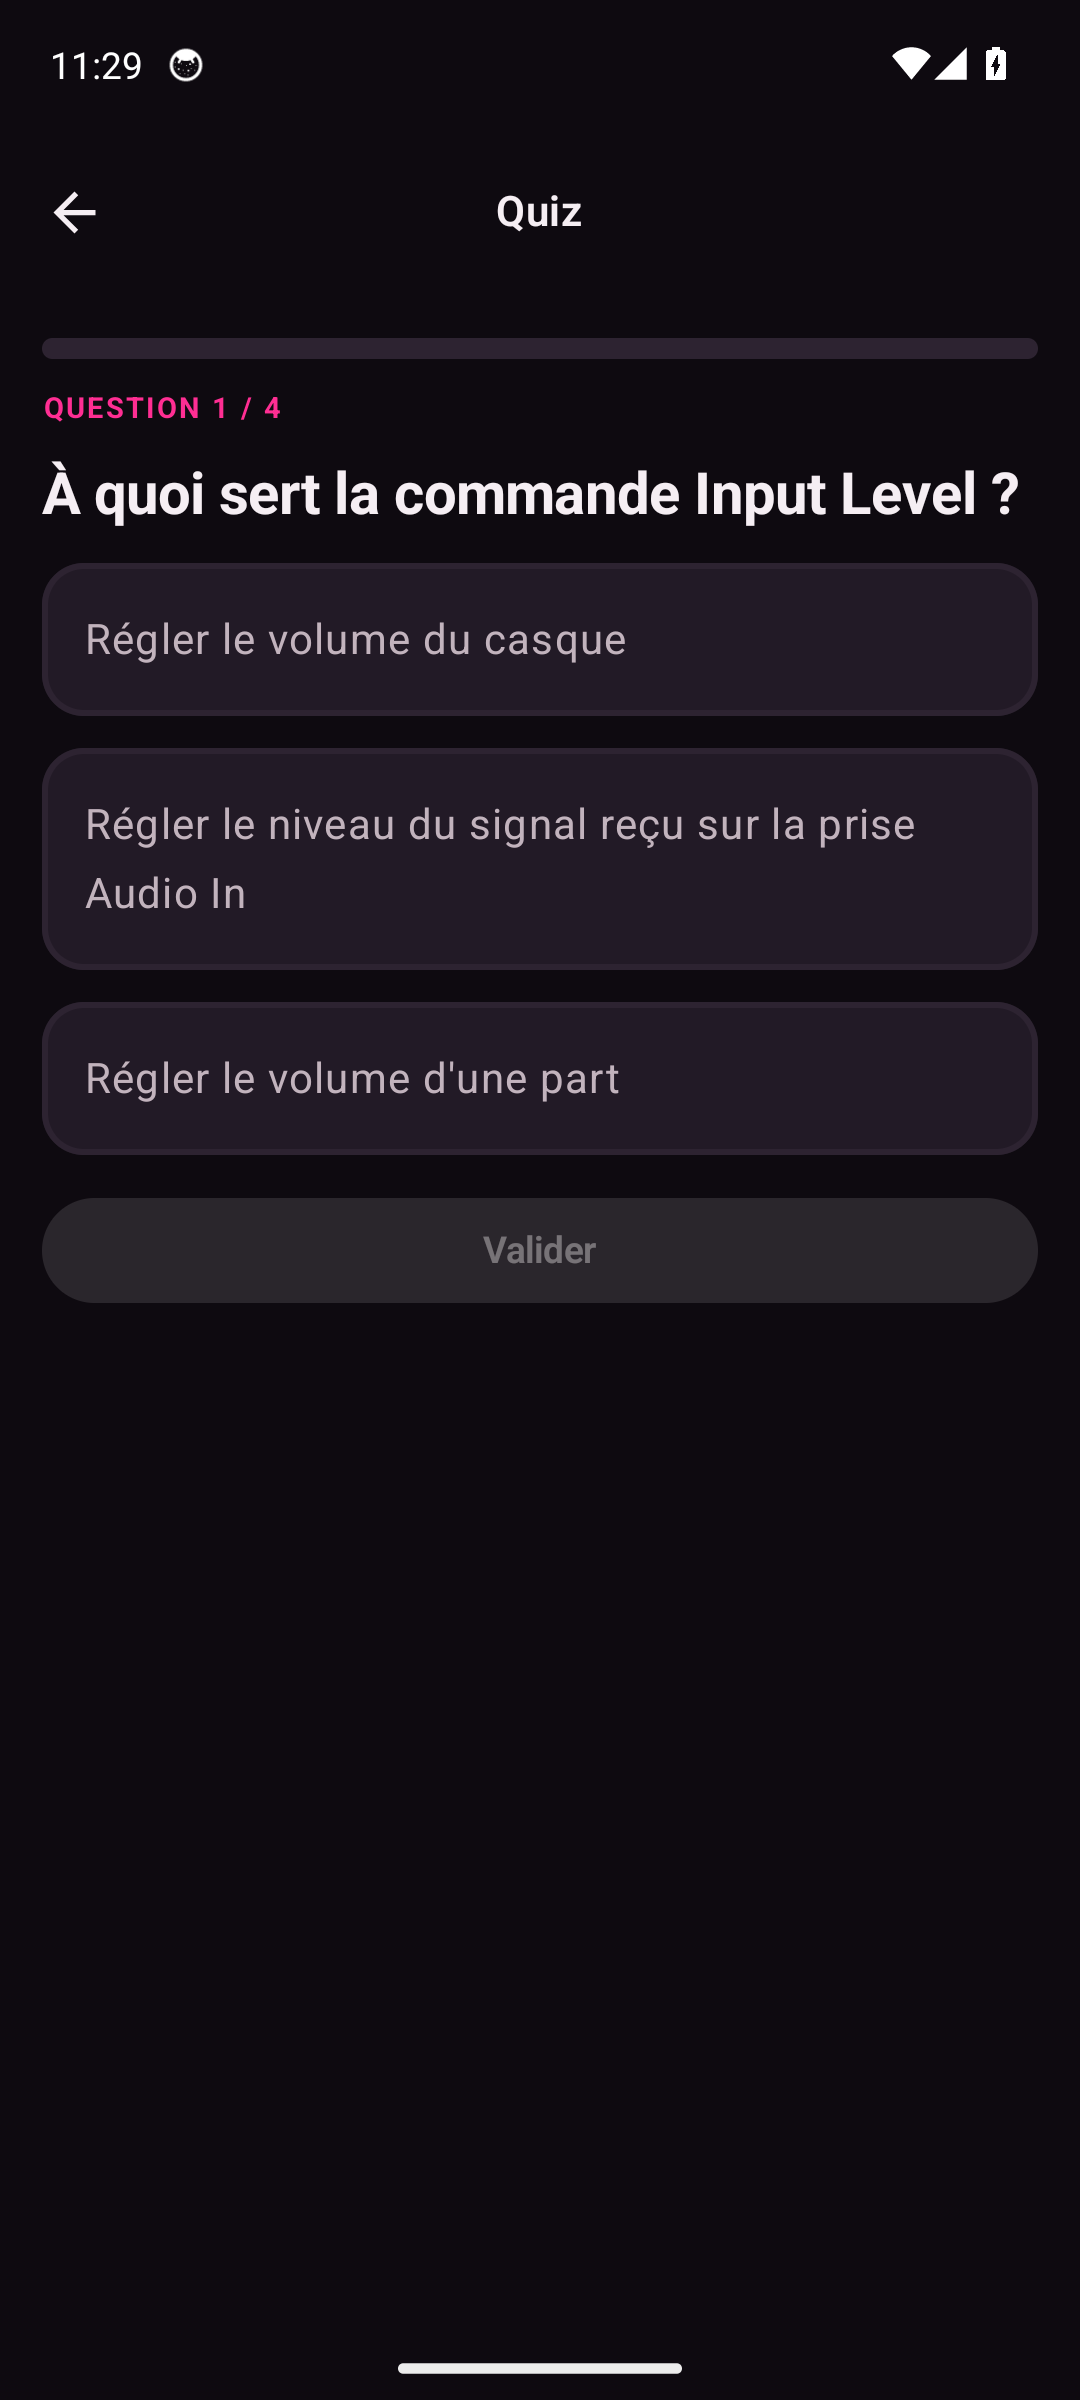 11:29
Quiz
QUESTION 1 / 4
À quoi sert la commande Input Level ?
Régler le volume du casque
Régler le niveau du signal reçu sur la prise
Audio In
Régler le volume d'une part
Valider